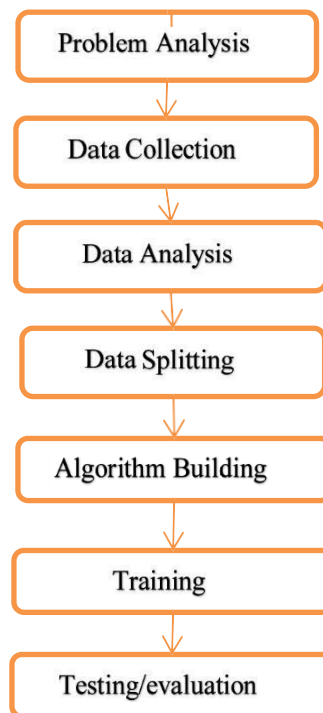 Problem Analysis
Data Collection
Data Analysis
Data Splitting
Algorithm Building
Training
Testing/evaluation